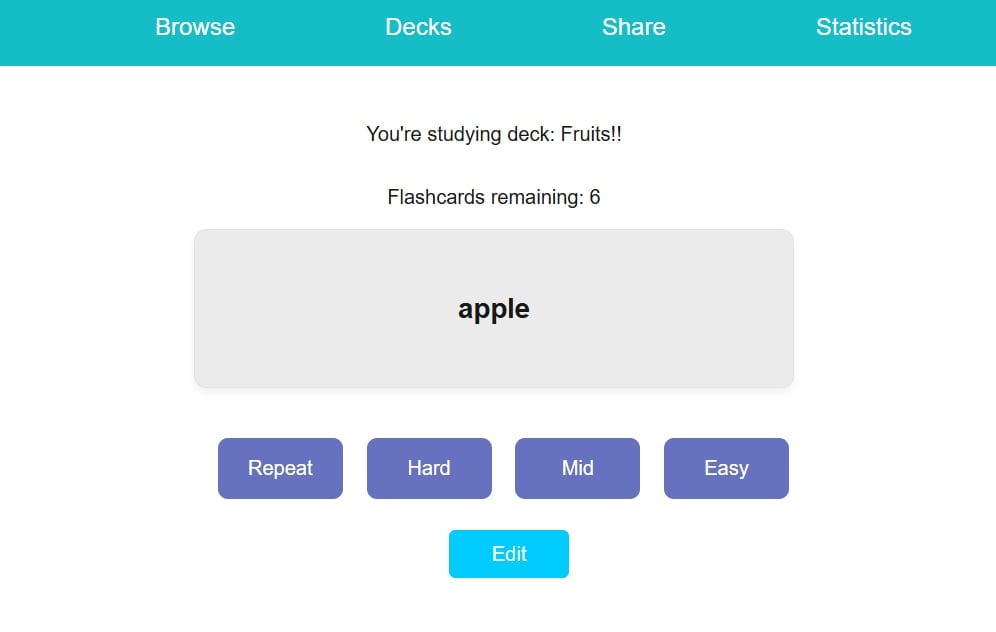 Browse Decks Share Statistics
You're studying deck: Fruits!!
Flashcards remaining: 6
apple
Repeat Hard Mid Easy
Edit